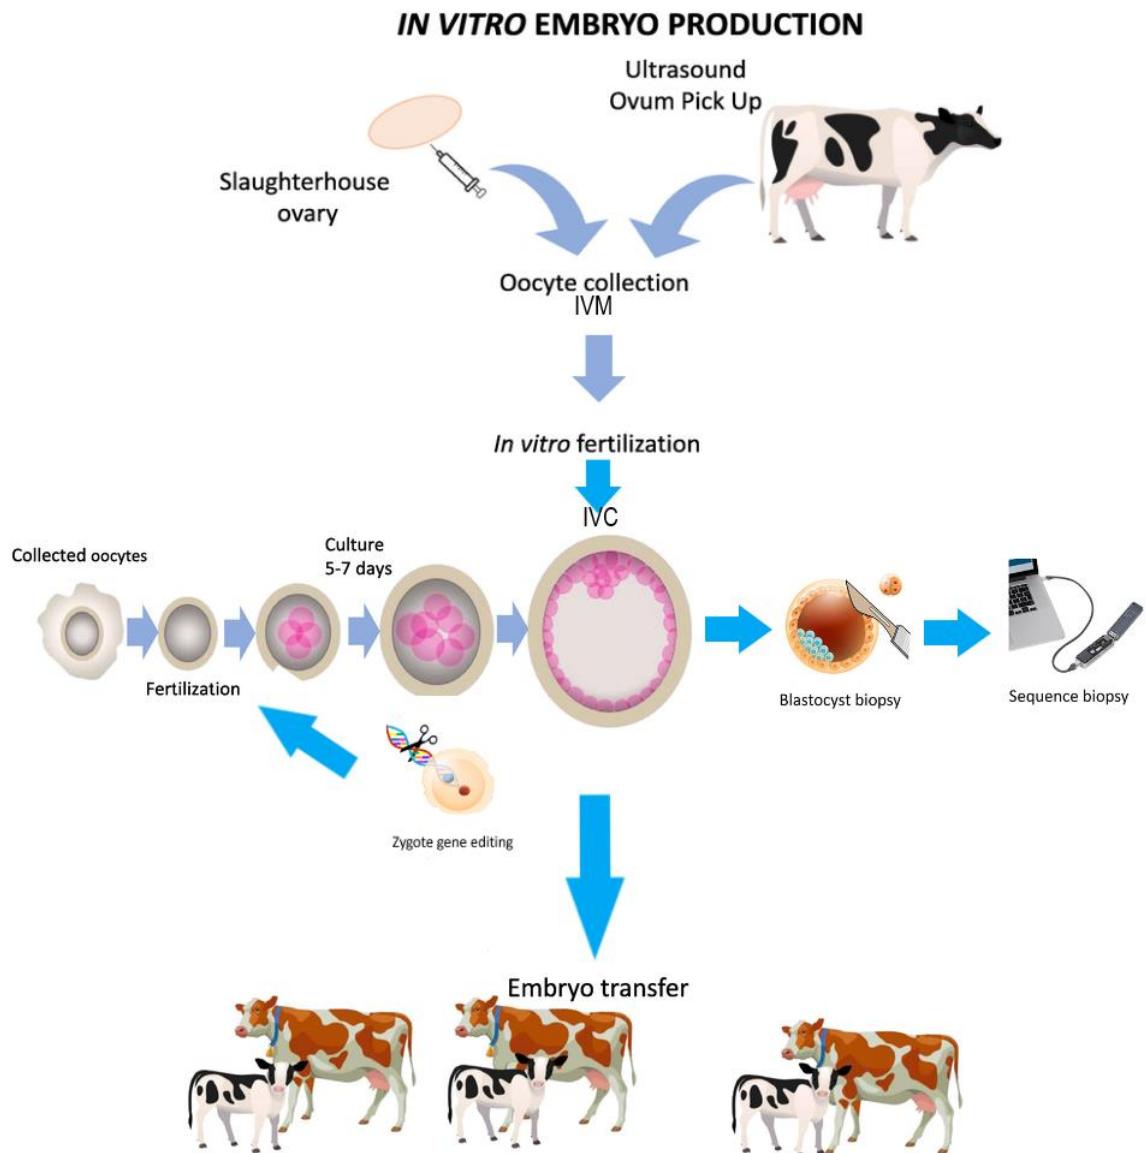 IN VITRO EMBRYO PRODUCTION
Ultrasound
Ovum Pick Up
Slaughterhouse
ovary
Oocyte collection
IVM
In vitro fertilization
IVC
Collected oocytes
Culture
5-7 days
Fertilization
Blastocyst biopsy
Sequence biopsy
Zygote gene editing
Embryo transfer